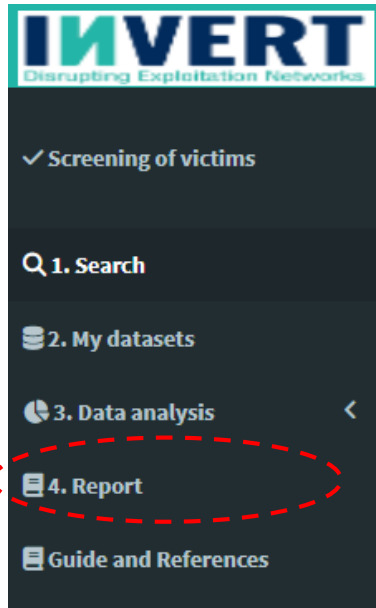 INVERT
Disrupting Exploitation Networks
Screening of victims
1. Search
2. My datasets
3. Data analysis
4. Report
Guide and References